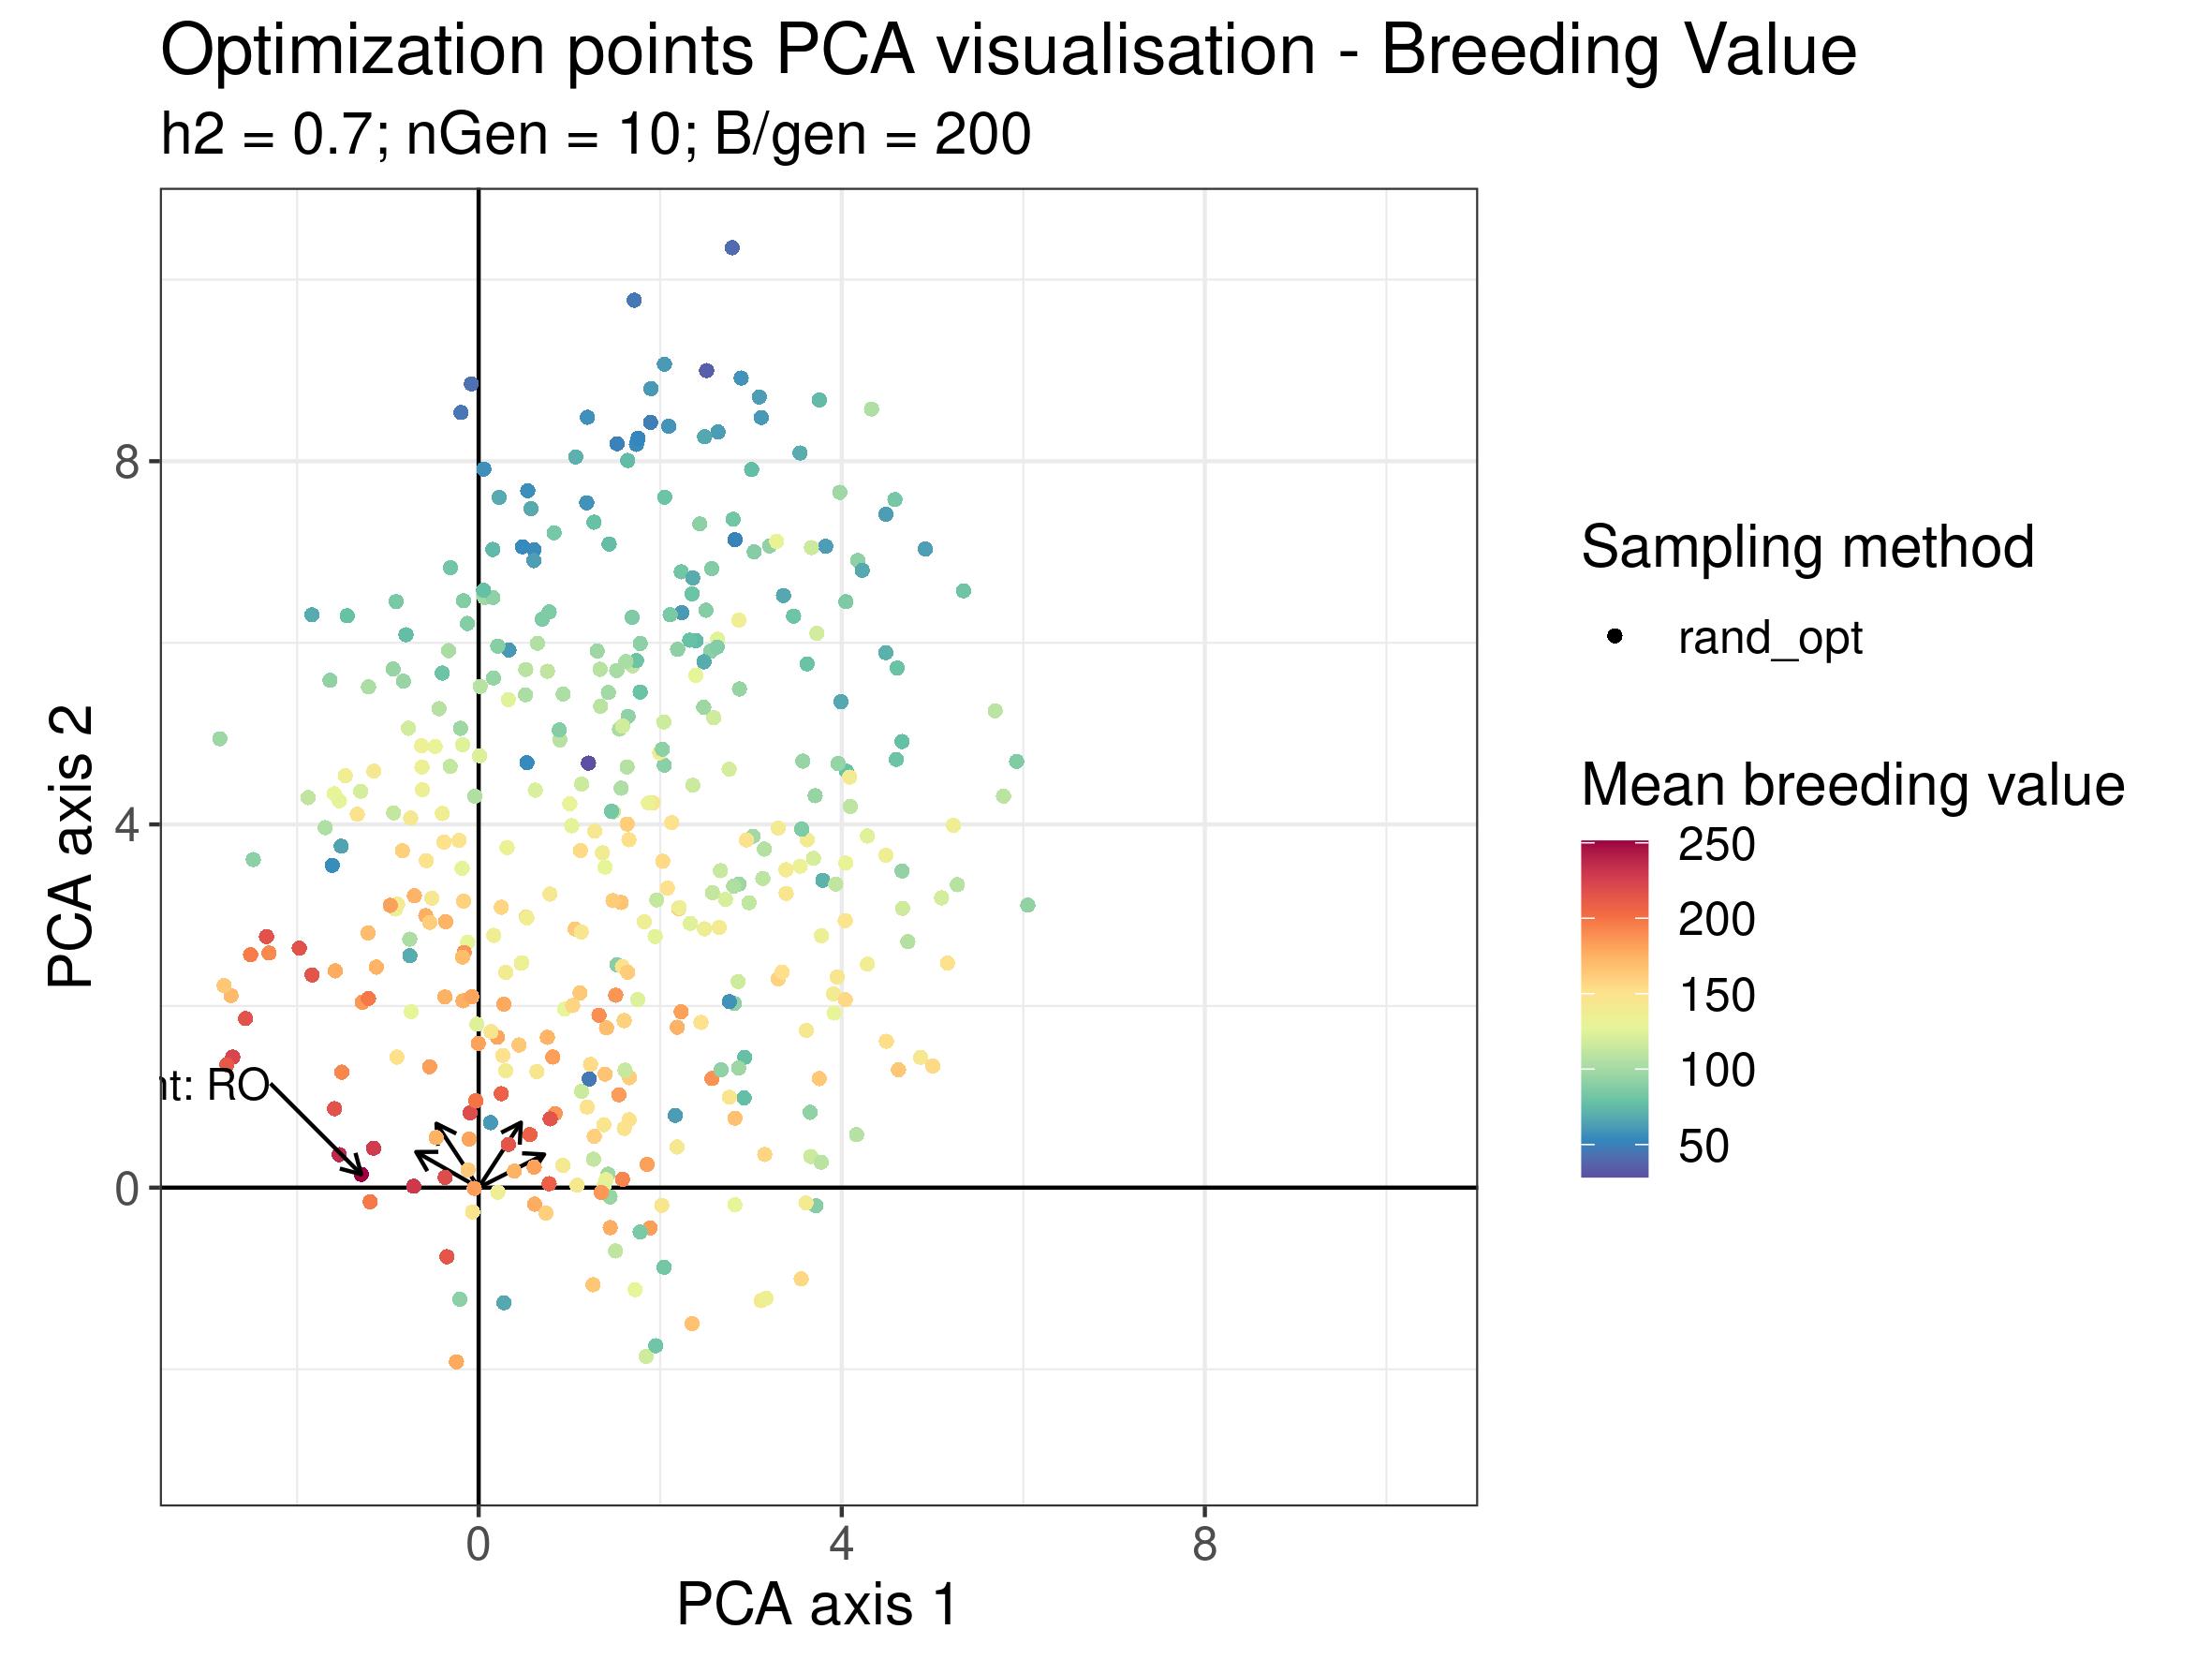 Optimization points PCA visualisation - Breeding Value
h2 = 0.7; nGen = 10; B/gen = 200
PCA axis 2
8
4
0
nt: RO
0
4
8
PCA axis 1
Sampling method
rand_opt
Mean breeding value
250
200
150
100
50